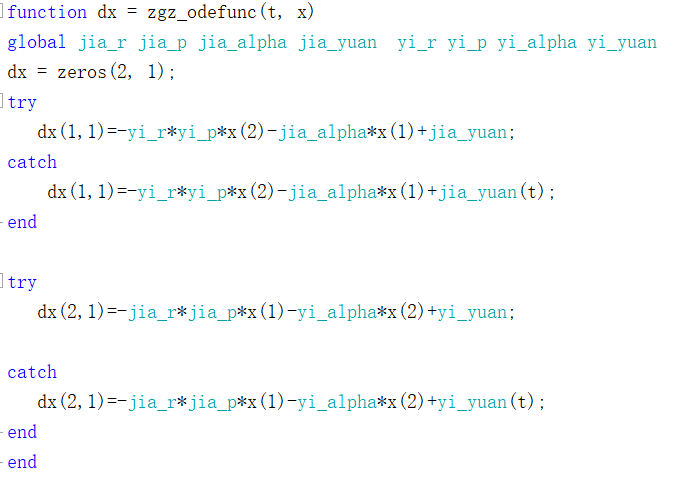 function dx = zgz_odefunc(t, x)
global jia_r jia_p jia_alpha jia_yuan  yi_r yi_p yi_alpha yi_yuan
dx = zeros(2, 1);
try
   dx(1,1)=-yi_r*yi_p*x(2)-jia_alpha*x(1)+jia_yuan;
catch
    dx(1,1)=-yi_r*yi_p*x(2)-jia_alpha*x(1)+jia_yuan(t);
end
try
   dx(2,1)=-jia_r*jia_p*x(1)-yi_alpha*x(2)+yi_yuan;
catch
   dx(2,1)=-jia_r*jia_p*x(1)-yi_alpha*x(2)+yi_yuan(t);
end
end